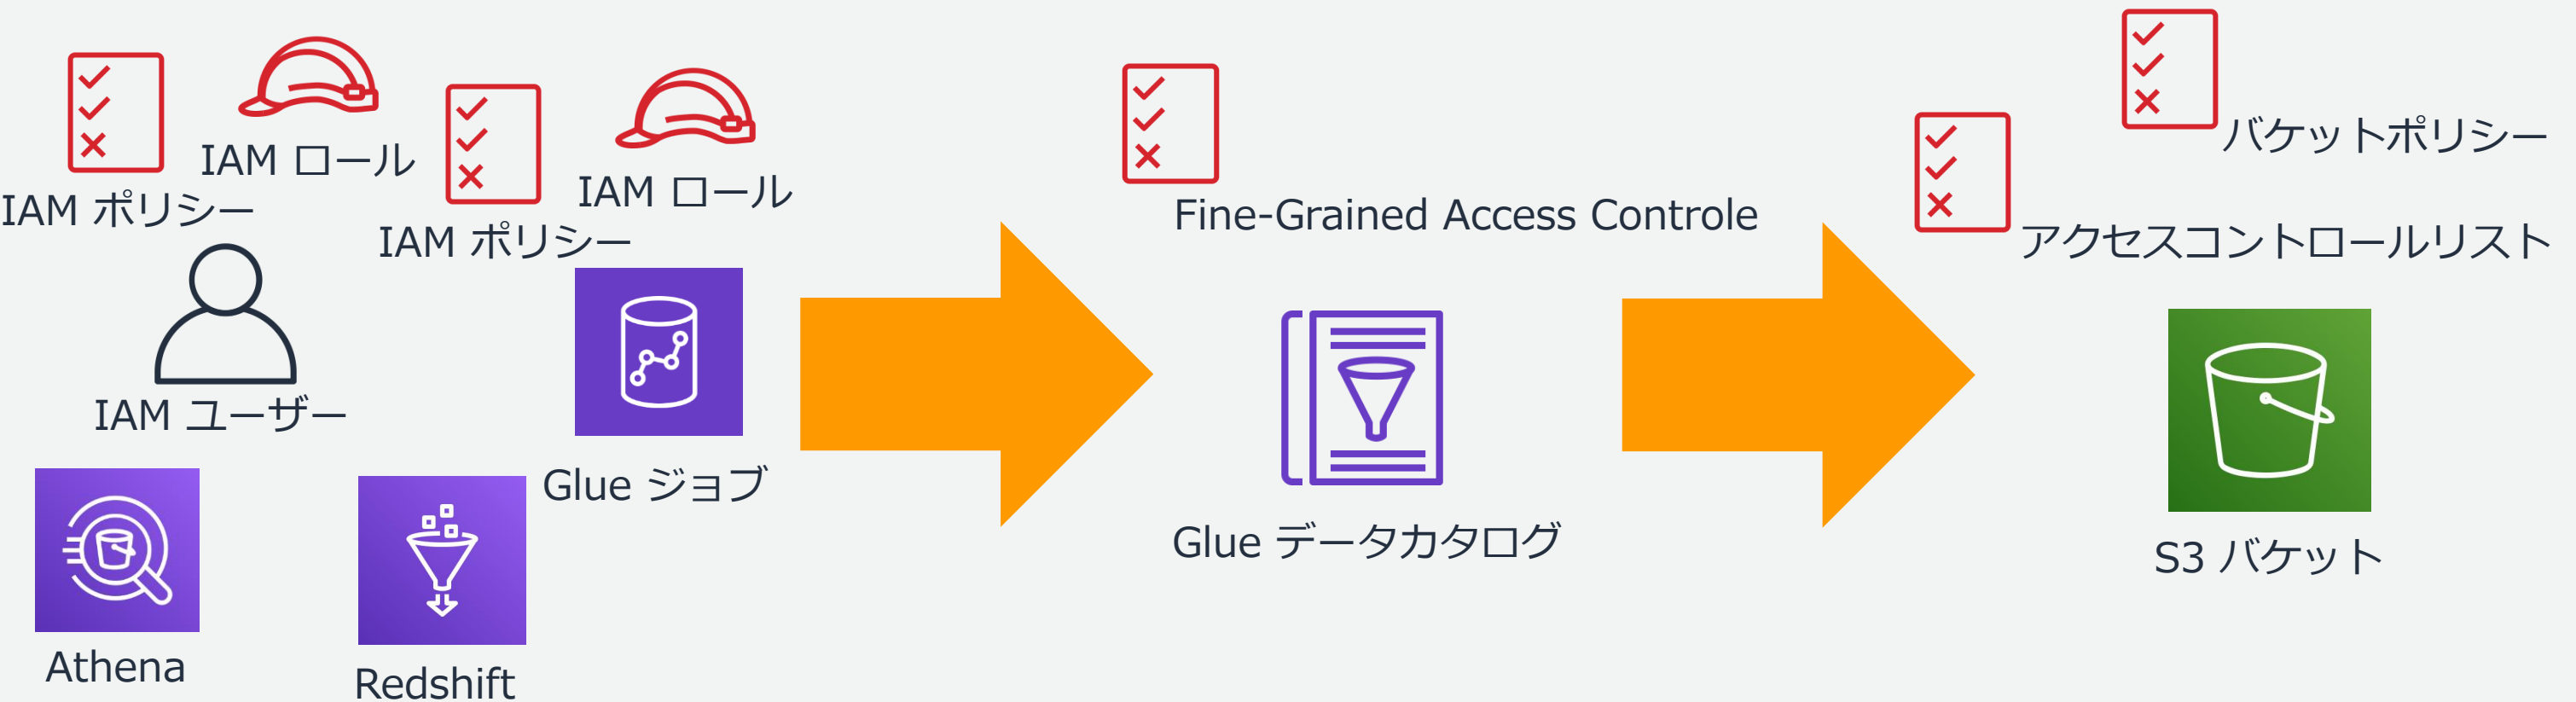 IAM ロール
IAM ポリシー
IAM ロール
IAM ポリシー
IAM ユーザー
Glue ジョブ
Athena
Redshift
Fine-Grained Access Controle
Glue データカタログ
バケットポリシー
アクセスコントロールリスト
S3 バケット